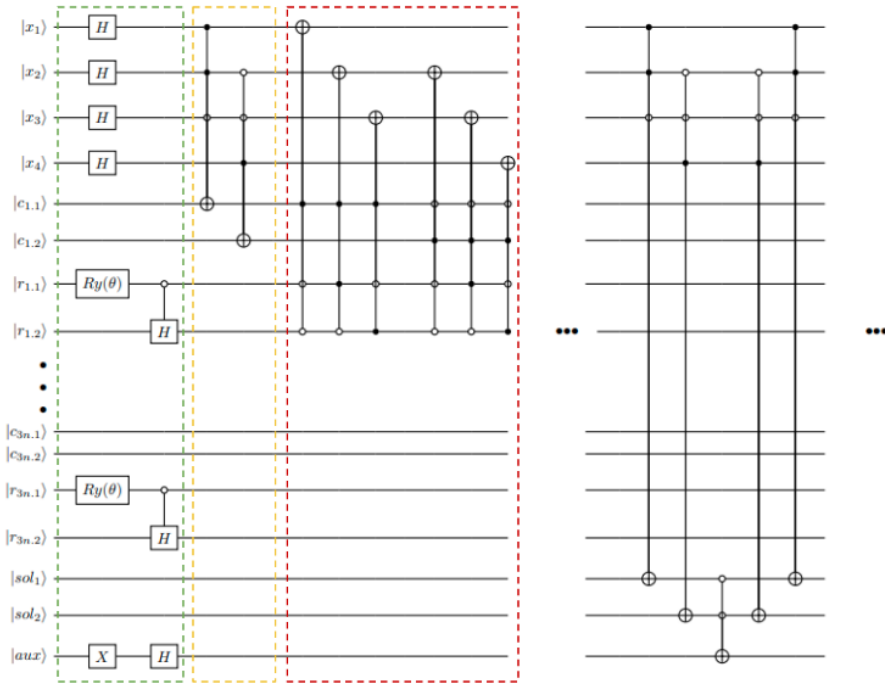 |x₁⟩ H
|x₂⟩ H
|x₃⟩ H
|x₄⟩ H
|c₁.₁⟩
|c₁.₂⟩
|r₁.₁⟩ Ry(θ)
|r₁.₂⟩ H
|c₃ₙ.₁⟩
|c₃ₙ.₂⟩
|r₃ₙ.₁⟩ Ry(θ)
|r₃ₙ.₂⟩ H
|sol₁⟩
|sol₂⟩
|aux⟩ X H